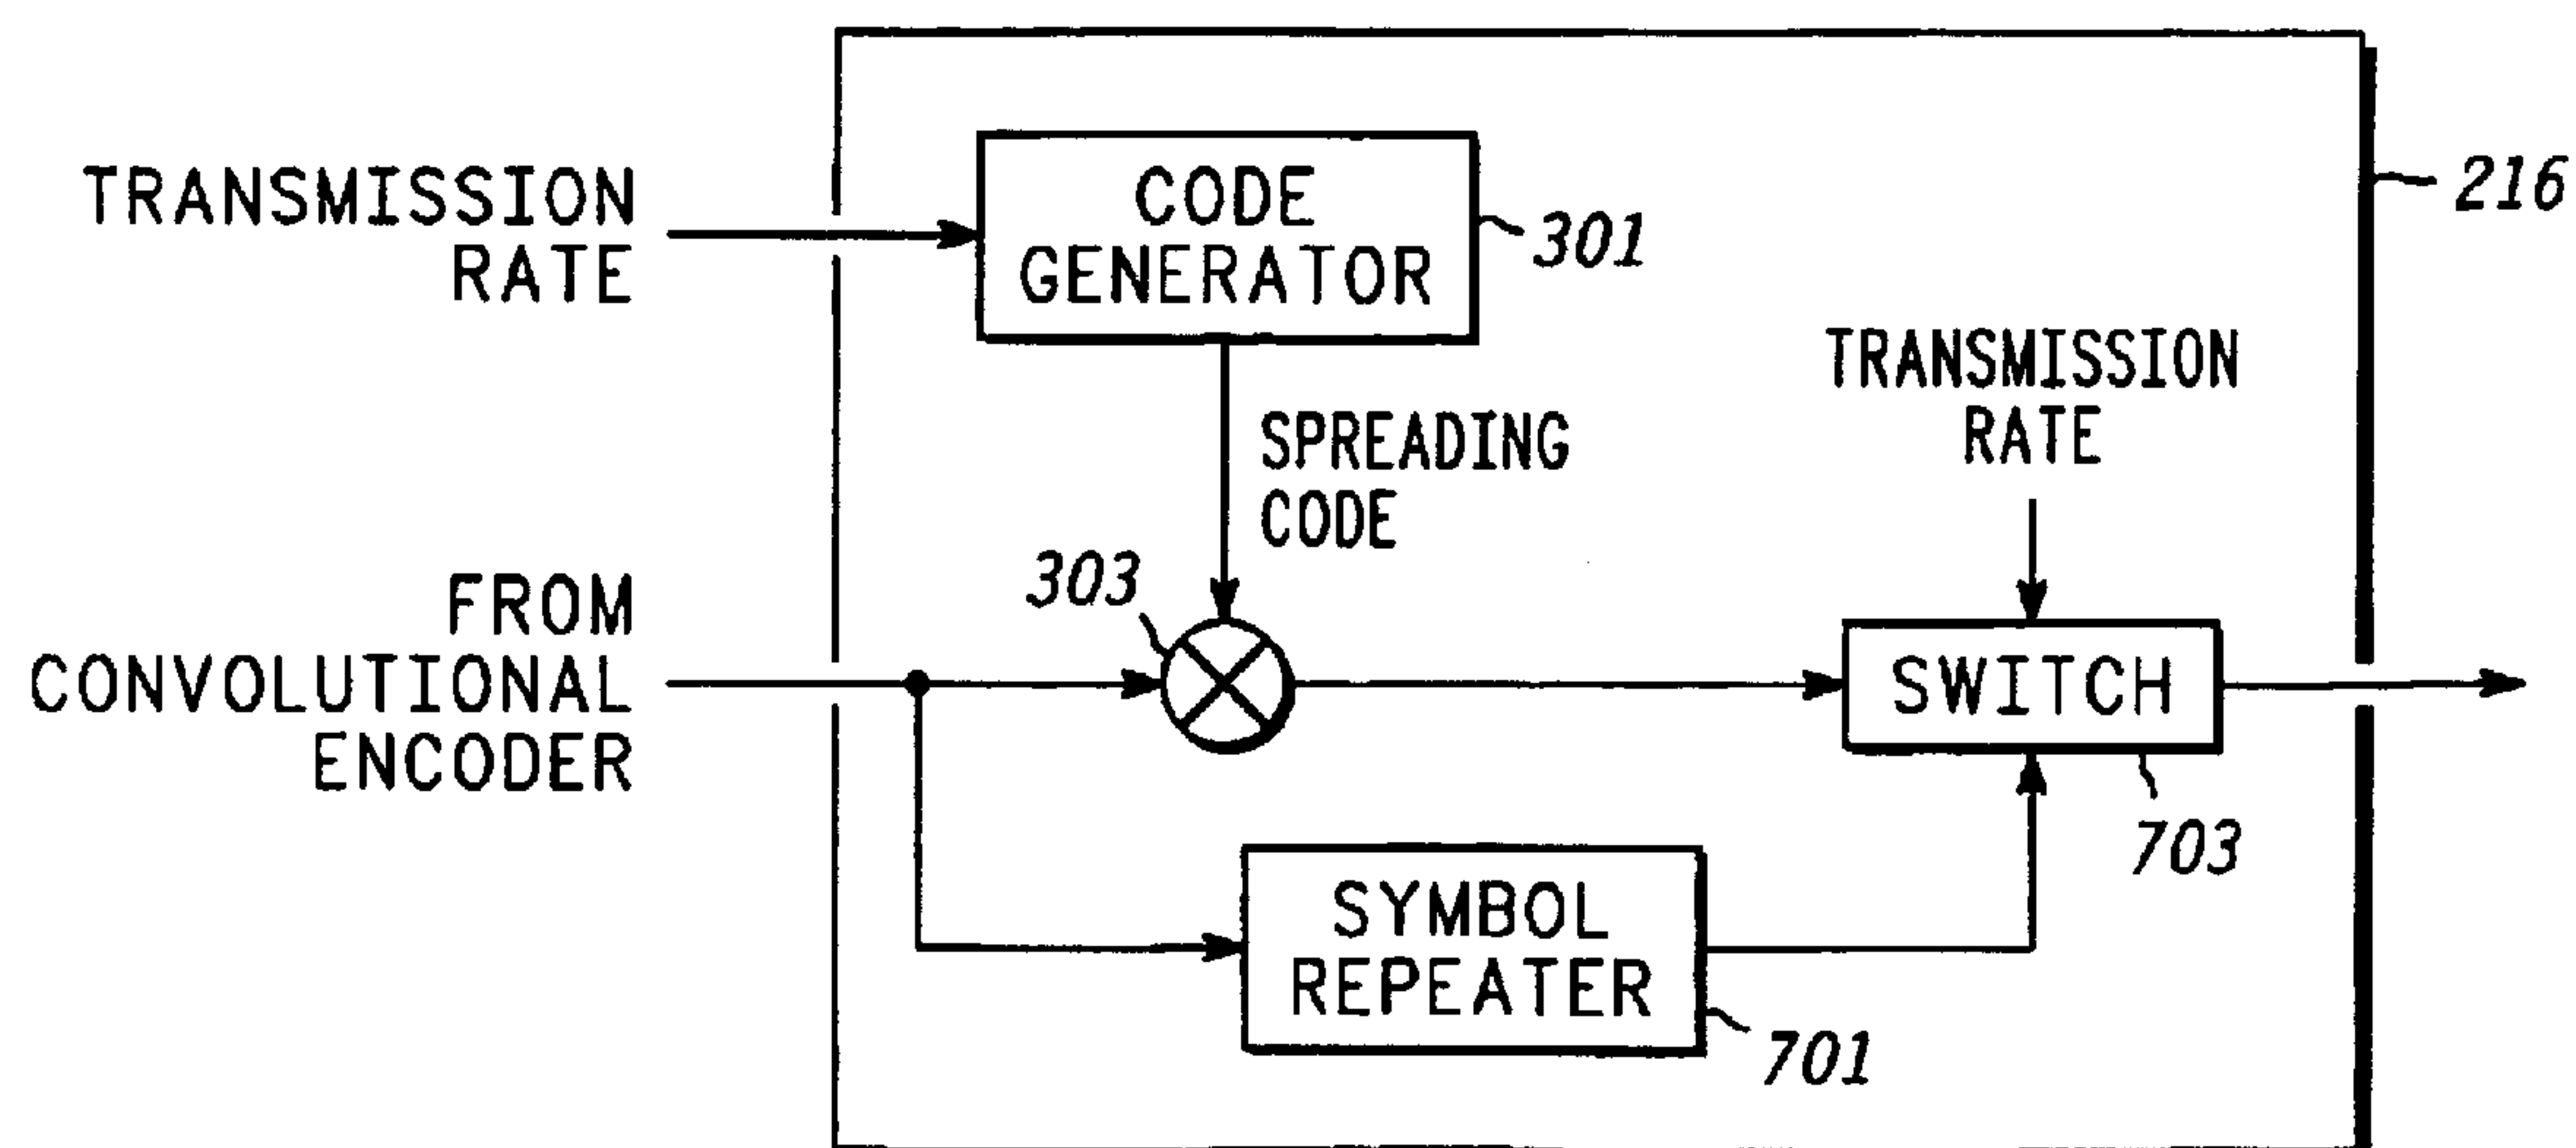 TRANSMISSION
RATE
CODE
GENERATOR
301
216
TRANSMISSION
RATE
SPREADING
CODE
303
FROM
CONVOLUTIONAL
ENCODER
SWITCH
703
SYMBOL
REPEATER
701